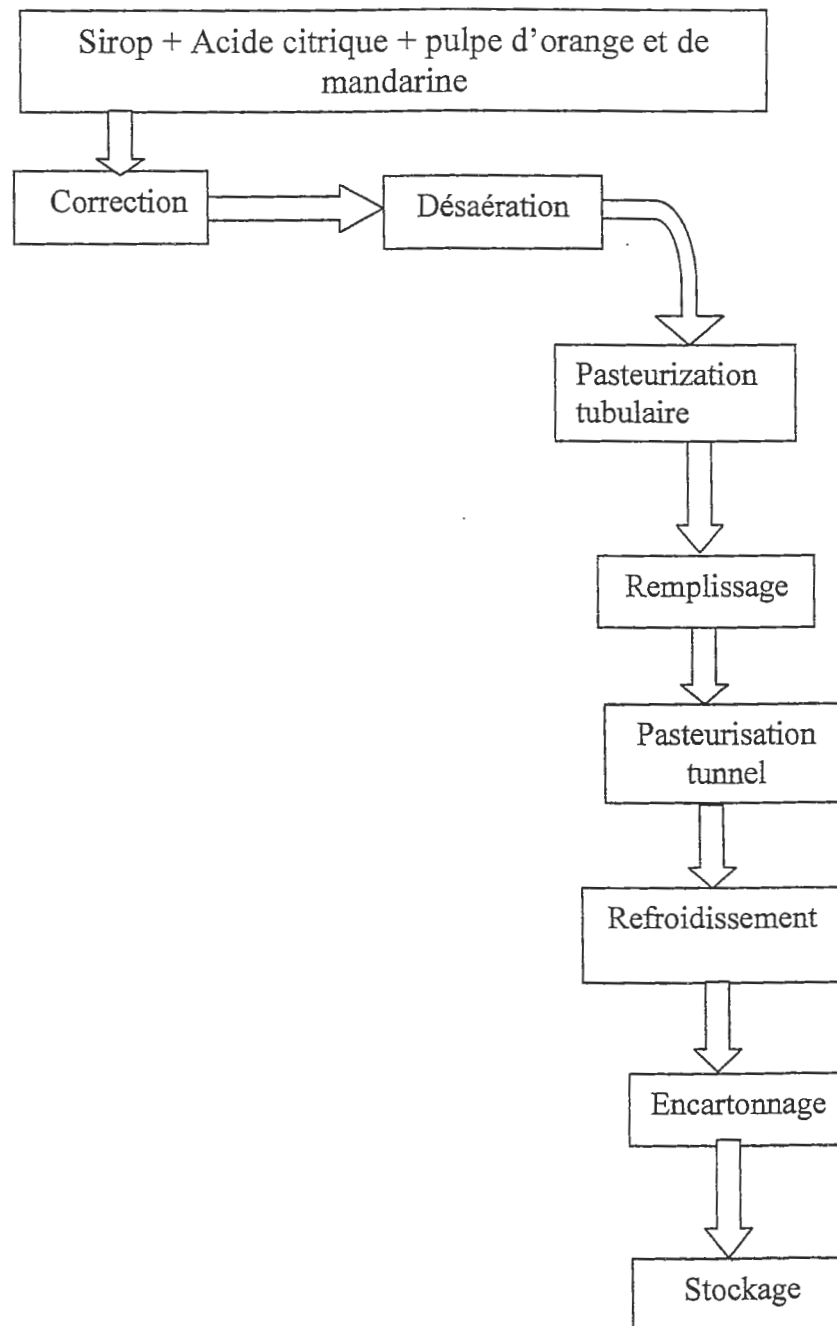 Sirop + Acide citrique + pulpe d'orange et de
mandarine
Correction
Désaération
Pasteurization
tubulaire
Remplissage
Pasteurisation
tunnel
Refroidissement
Encartonnage
Stockage